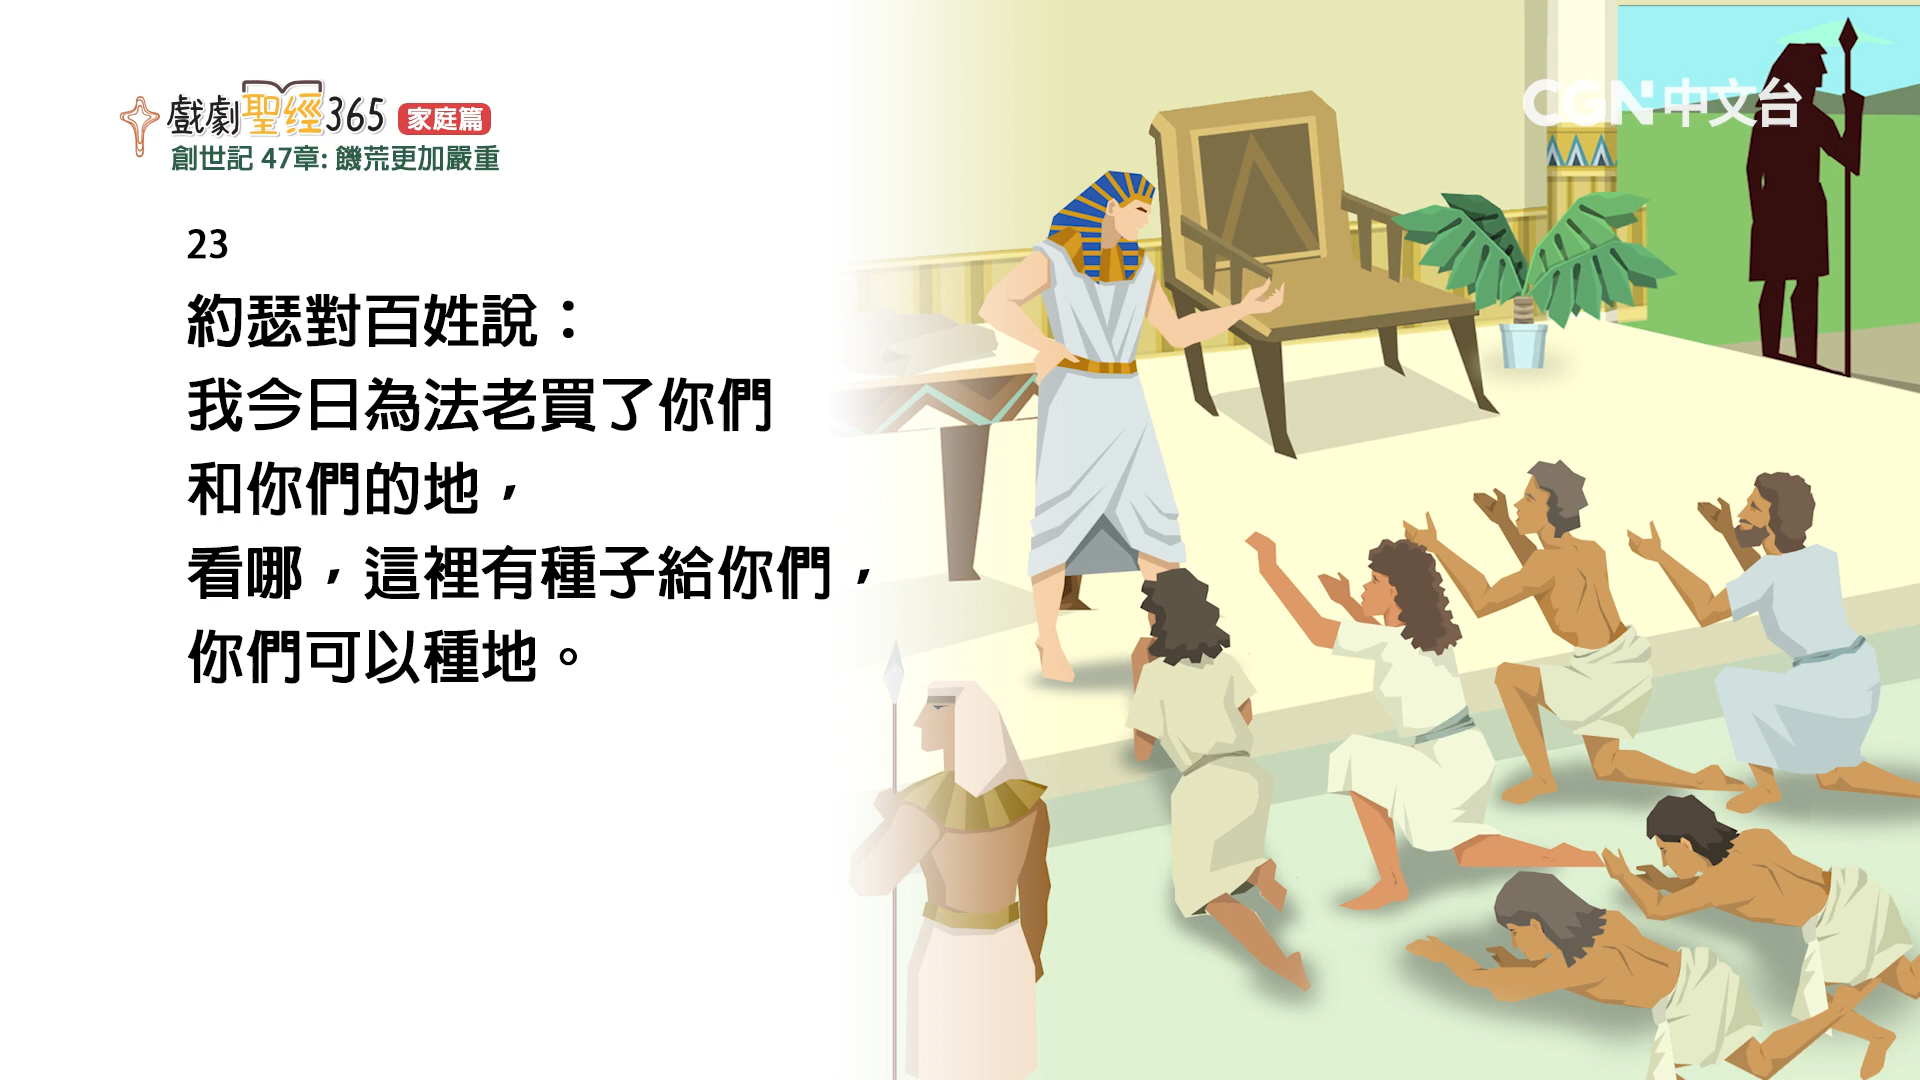 戲劇聖經365 家庭篇
創世記 47章: 饑荒更加嚴重
CGN 中文台
23
約瑟對百姓說：
我今日為法老買了你們
和你們的地，
看哪，這裡有種子給你們，
你們可以種地。